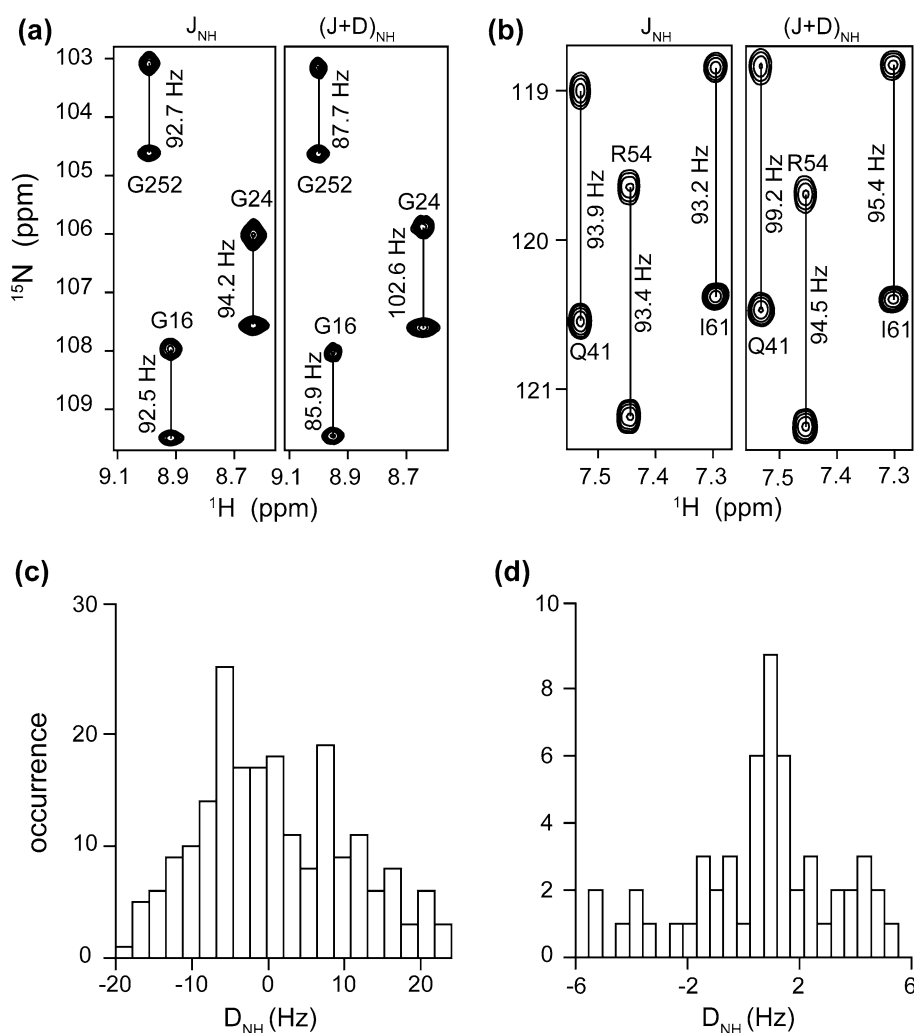 (a)
J_NH
(J+D)_NH
15N (ppm)
103
104
105
106
107
108
109
92.7 Hz
G252
G24
94.2 Hz
G16
92.5 Hz
87.7 Hz
G252
G24
102.6 Hz
G16
85.9 Hz
9.1
8.9
8.7
9.1
8.9
8.7
1H (ppm)
(b)
J_NH
(J+D)_NH
119
120
121
93.9 Hz
R54
93.2 Hz
93.4 Hz
Q41
I61
99.2 Hz
R54
95.4 Hz
94.5 Hz
Q41
I61
7.5
7.4
7.3
7.5
7.4
7.3
1H (ppm)
(c)
occurrence
30
20
10
0
-20
-10
0
10
20
D_NH (Hz)
(d)
10
8
6
4
2
0
-6
-2
2
6
D_NH (Hz)